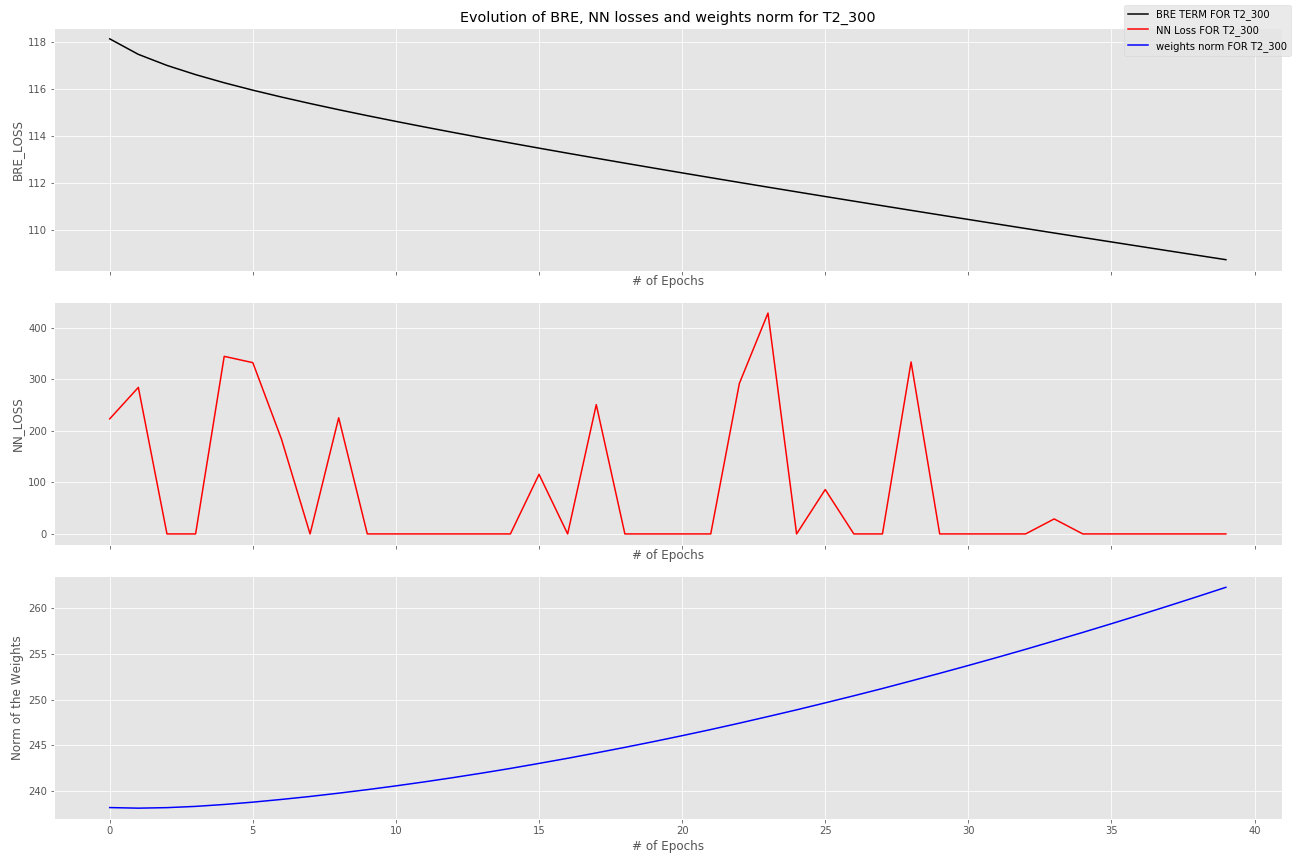 Evolution of BRE, NN losses and weights norm for T2_300
BRE TERM FOR T2_300
NN Loss FOR T2_300
weights norm FOR T2_300
BRE_LOSS
118
116
114
112
110
# of Epochs
NN_LOSS
400
300
200
100
0
# of Epochs
Norm of the Weights
260
255
250
245
240
0 5 10 15 20 25 30 35 40
# of Epochs